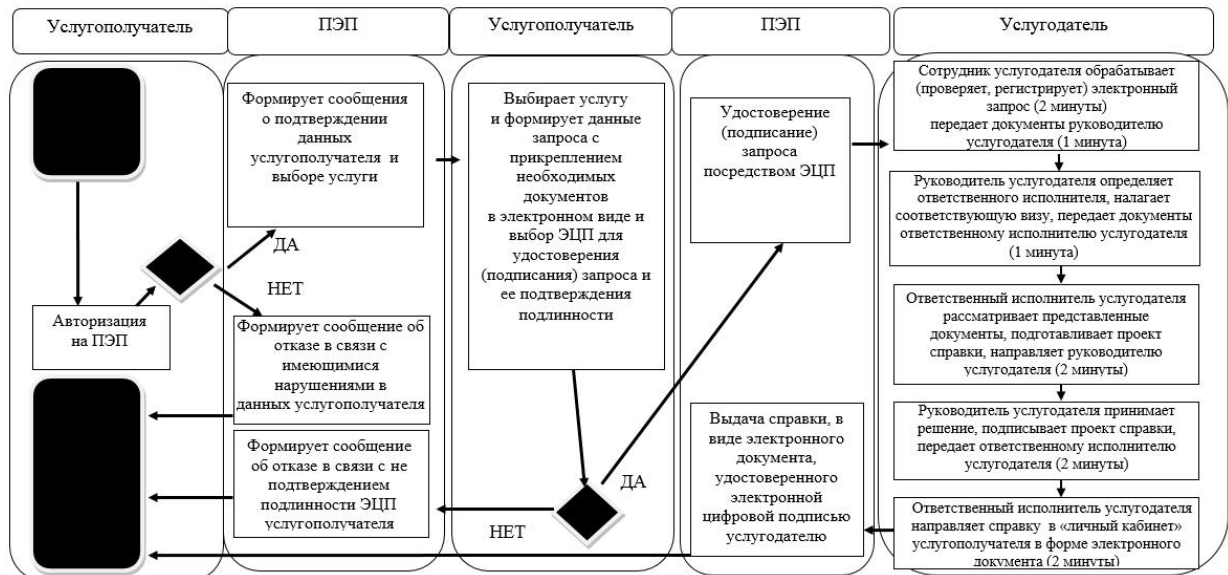 Услугополучатель
ПЭП
Услугополучатель
ПЭП
Услугодатель
Авторизация
на ПЭП
Формирует сообщения
о подтверждении
данных
услугополучателя и
выборе услуги
ДА
НЕТ
Формирует сообщение об
отказе в связи с
имеющимися
нарушениями в
данных услугополучателя
Формирует сообщение
об отказе в связи с не
подтверждением
подлинности ЭЦП
услугополучателя
Выбирает услугу
и формирует данные
запроса с
прикреплением
необходимых
документов
в электронном виде и
выбор ЭЦП для
удостоверения
(подписания) запроса и
ее подтверждения
подлинности
ДА
НЕТ
Удостоверение
(подписание)
запроса
посредством ЭЦП
Выдача справки, в
виде электронного
документа,
удостоверенного
электронной
цифровой подписью
услугодателю
Сотрудник услугодателя обрабатывает
(проверяет, регистрирует) электронный
запрос (2 минуты)
передает документы руководителю
услугодателя (1 минута)
Руководитель услугодателя определяет
ответственного исполнителя, налагает
соответствующую визу, передает документы
ответственному исполнителю услугодателя
(1 минута)
Ответственный исполнитель услугодателя
рассматривает представленные
документы, подготавливает проект
справки, направляет руководителю
услугодателя (2 минуты)
Руководитель услугодателя принимает
решение, подписывает проект справки,
передает ответственному исполнителю
услугодателя (2 минуты)
Ответственный исполнитель услугодателя
направляет справку в «личный кабинет»
услугополучателя в форме электронного
документа (2 минуты)